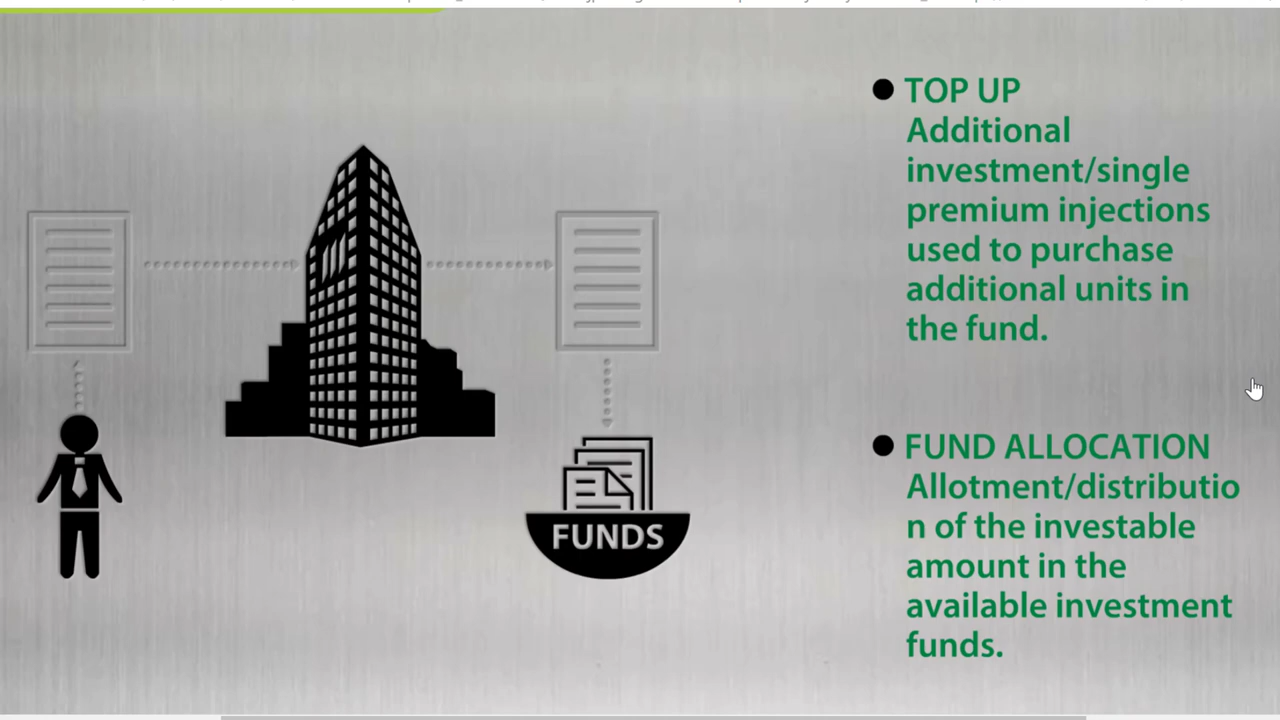 TOP UP
Additional
investment/single
premium injections
used to purchase
additional units in
the fund.
FUND ALLOCATION
Allotment/distributio
n of the investable
amount in the
available investment
funds.
FUNDS